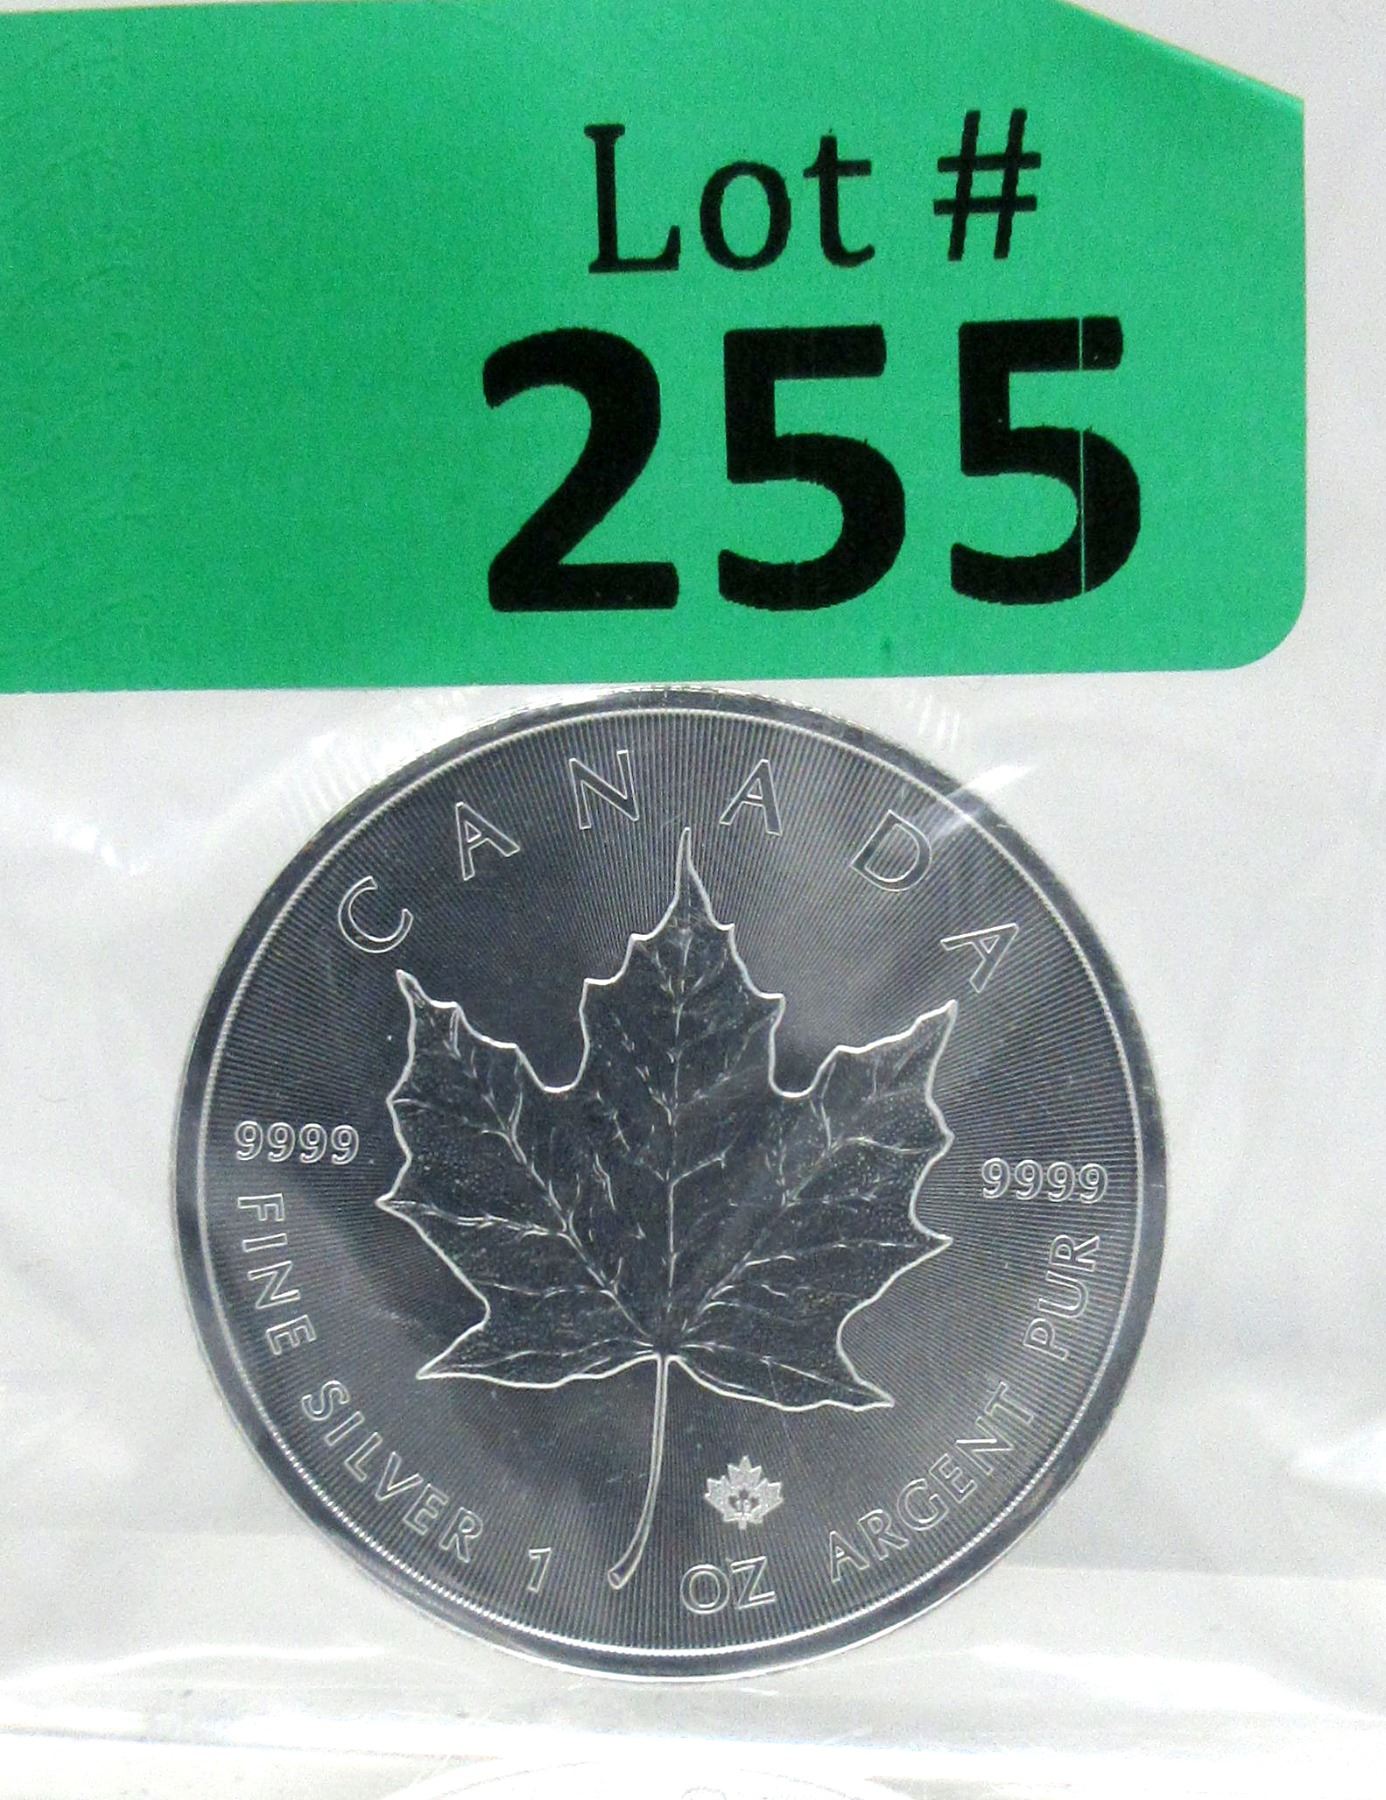 Lot #
255
CANADA
9999
9999
FINE SILVER 1 OZ ARGENT PUR